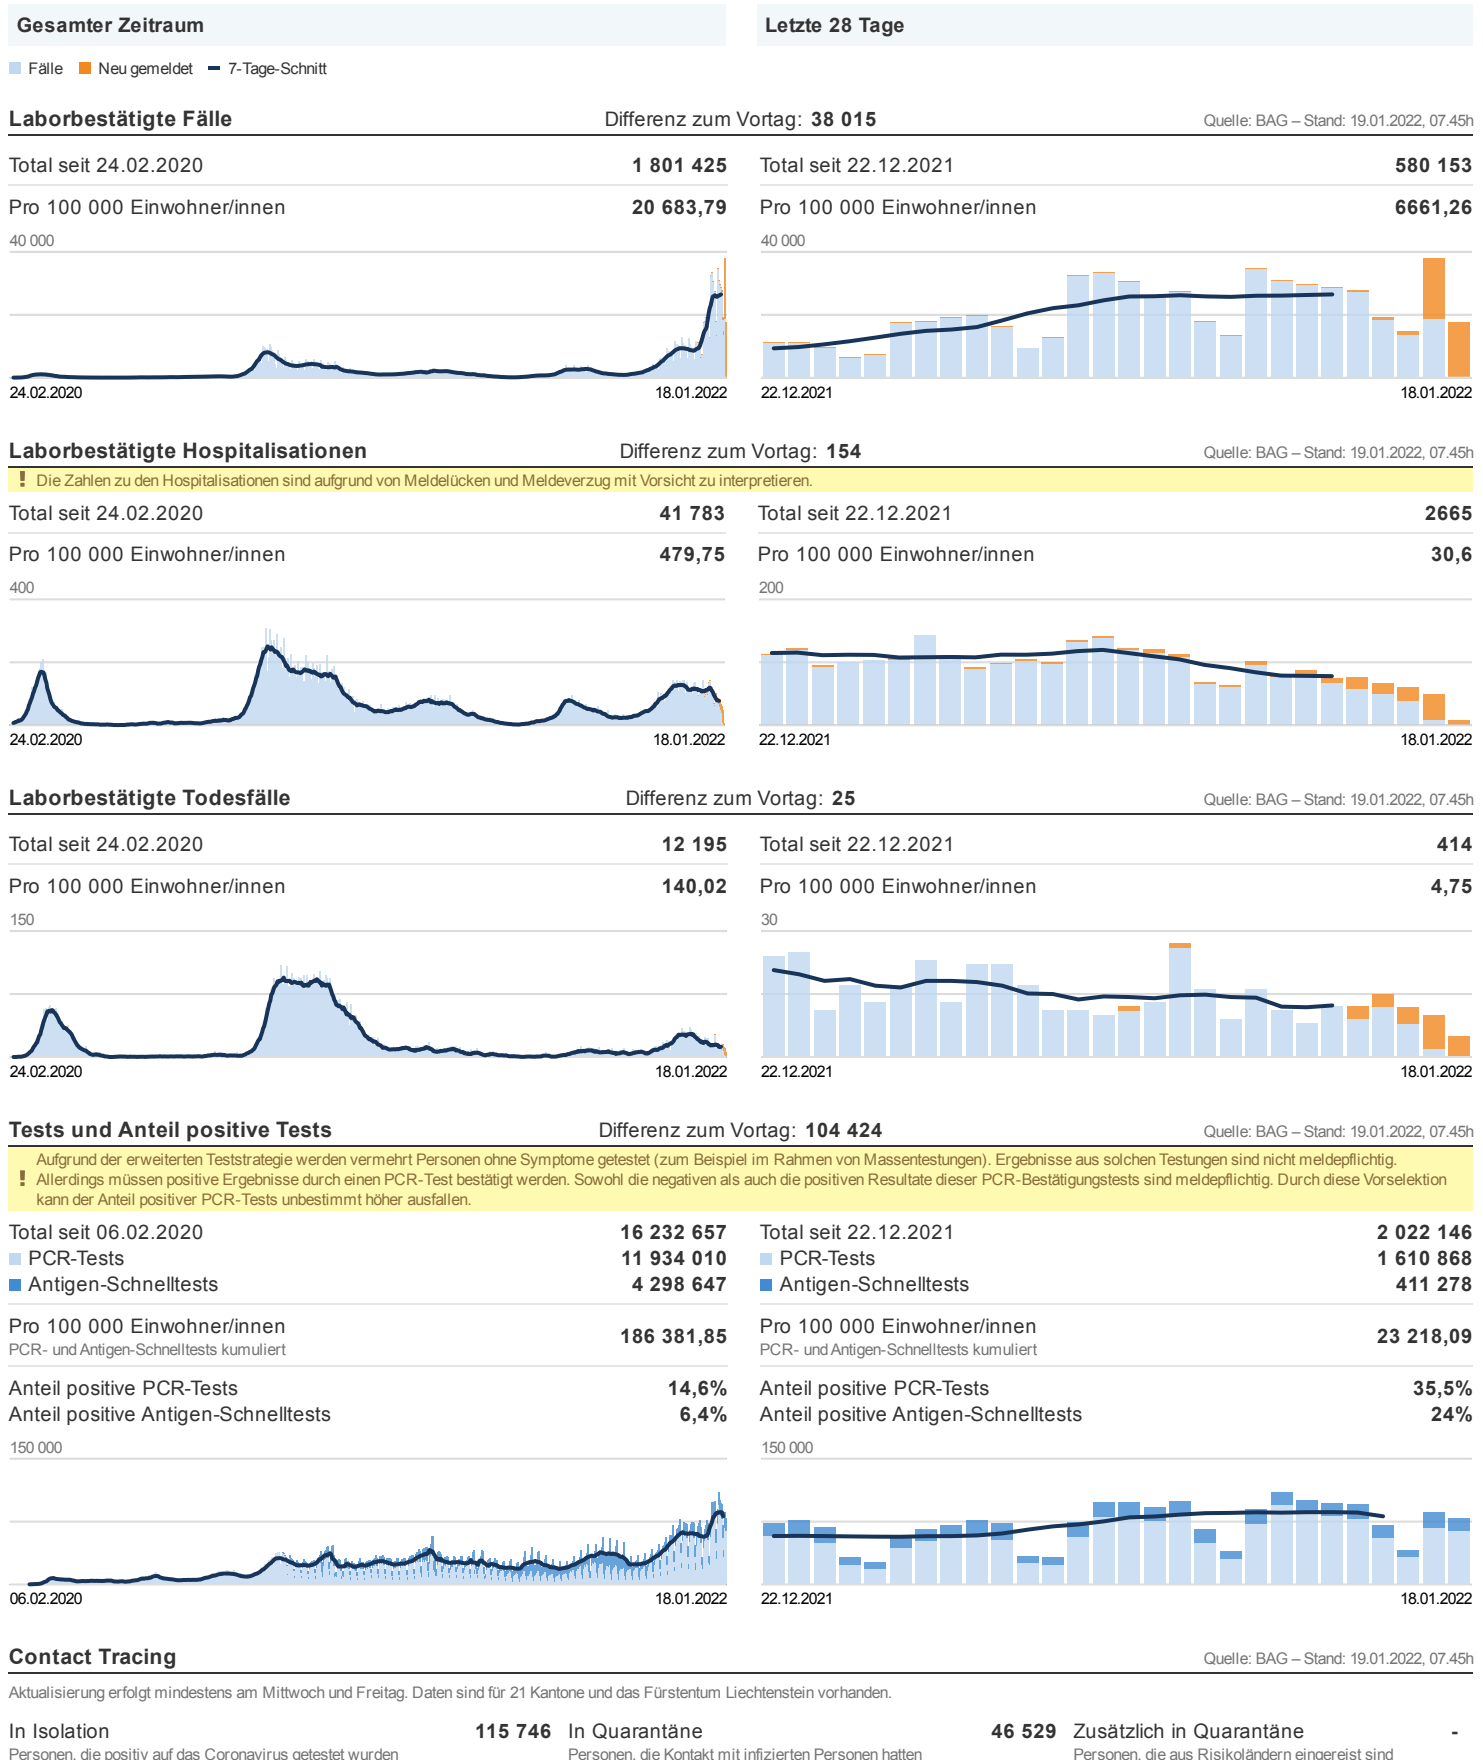 Gesamter Zeitraum
Letzte 28 Tage
Fälle Neu gemeldet 7-Tage-Schnitt
Laborbestätigte Fälle Differenz zum Vortag: 38 015 Quelle: BAG – Stand: 19.01.2022, 07.45h
Total seit 24.02.2020 1 801 425
Pro 100 000 Einwohner/innen 20 683,79
40 000
24.02.2020 18.01.2022
Total seit 22.12.2021 580 153
Pro 100 000 Einwohner/innen 6661,26
40 000
22.12.2021 18.01.2022
Laborbestätigte Hospitalisationen Differenz zum Vortag: 154 Quelle: BAG – Stand: 19.01.2022, 07.45h
! Die Zahlen zu den Hospitalisationen sind aufgrund von Meldelücken und Meldeverzug mit Vorsicht zu interpretieren.
Total seit 24.02.2020 41 783
Pro 100 000 Einwohner/innen 479,75
400
24.02.2020 18.01.2022
Total seit 22.12.2021 2665
Pro 100 000 Einwohner/innen 30,6
200
22.12.2021 18.01.2022
Laborbestätigte Todesfälle Differenz zum Vortag: 25 Quelle: BAG – Stand: 19.01.2022, 07.45h
Total seit 24.02.2020 12 195
Pro 100 000 Einwohner/innen 140,02
150
24.02.2020 18.01.2022
Total seit 22.12.2021 414
Pro 100 000 Einwohner/innen 4,75
30
22.12.2021 18.01.2022
Tests und Anteil positive Tests Differenz zum Vortag: 104 424 Quelle: BAG – Stand: 19.01.2022, 07.45h
Aufgrund der erweiterten Teststrategie werden vermehrt Personen ohne Symptome getestet (zum Beispiel im Rahmen von Massentestungen). Ergebnisse aus solchen Testungen sind nicht meldepflichtig.
! Allerdings müssen positive Ergebnisse durch einen PCR-Test bestätigt werden. Sowohl die negativen als auch die positiven Resultate dieser PCR-Bestätigungstests sind meldepflichtig. Durch diese Vorselektion
kann der Anteil positiver PCR-Tests unbestimmt höher ausfallen.
Total seit 06.02.2020 16 232 657
PCR-Tests 11 934 010
Antigen-Schnelltests 4 298 647
Pro 100 000 Einwohner/innen 186 381,85
PCR- und Antigen-Schnelltests kumuliert
Anteil positive PCR-Tests 14,6%
Anteil positive Antigen-Schnelltests 6,4%
150 000
06.02.2020 18.01.2022
Total seit 22.12.2021 2 022 146
PCR-Tests 1 610 868
Antigen-Schnelltests 411 278
Pro 100 000 Einwohner/innen 23 218,09
PCR- und Antigen-Schnelltests kumuliert
Anteil positive PCR-Tests 35,5%
Anteil positive Antigen-Schnelltests 24%
150 000
22.12.2021 18.01.2022
Contact Tracing Quelle: BAG – Stand: 19.01.2022, 07.45h
Aktualisierung erfolgt mindestens am Mittwoch und Freitag. Daten sind für 21 Kantone und das Fürstentum Liechtenstein vorhanden.
In Isolation 115 746
Personen, die positiv auf das Coronavirus getestet wurden
In Quarantäne 46 529
Personen, die Kontakt mit infizierten Personen hatten
Zusätzlich in Quarantäne -
Personen, die aus Risikoländern eingereist sind